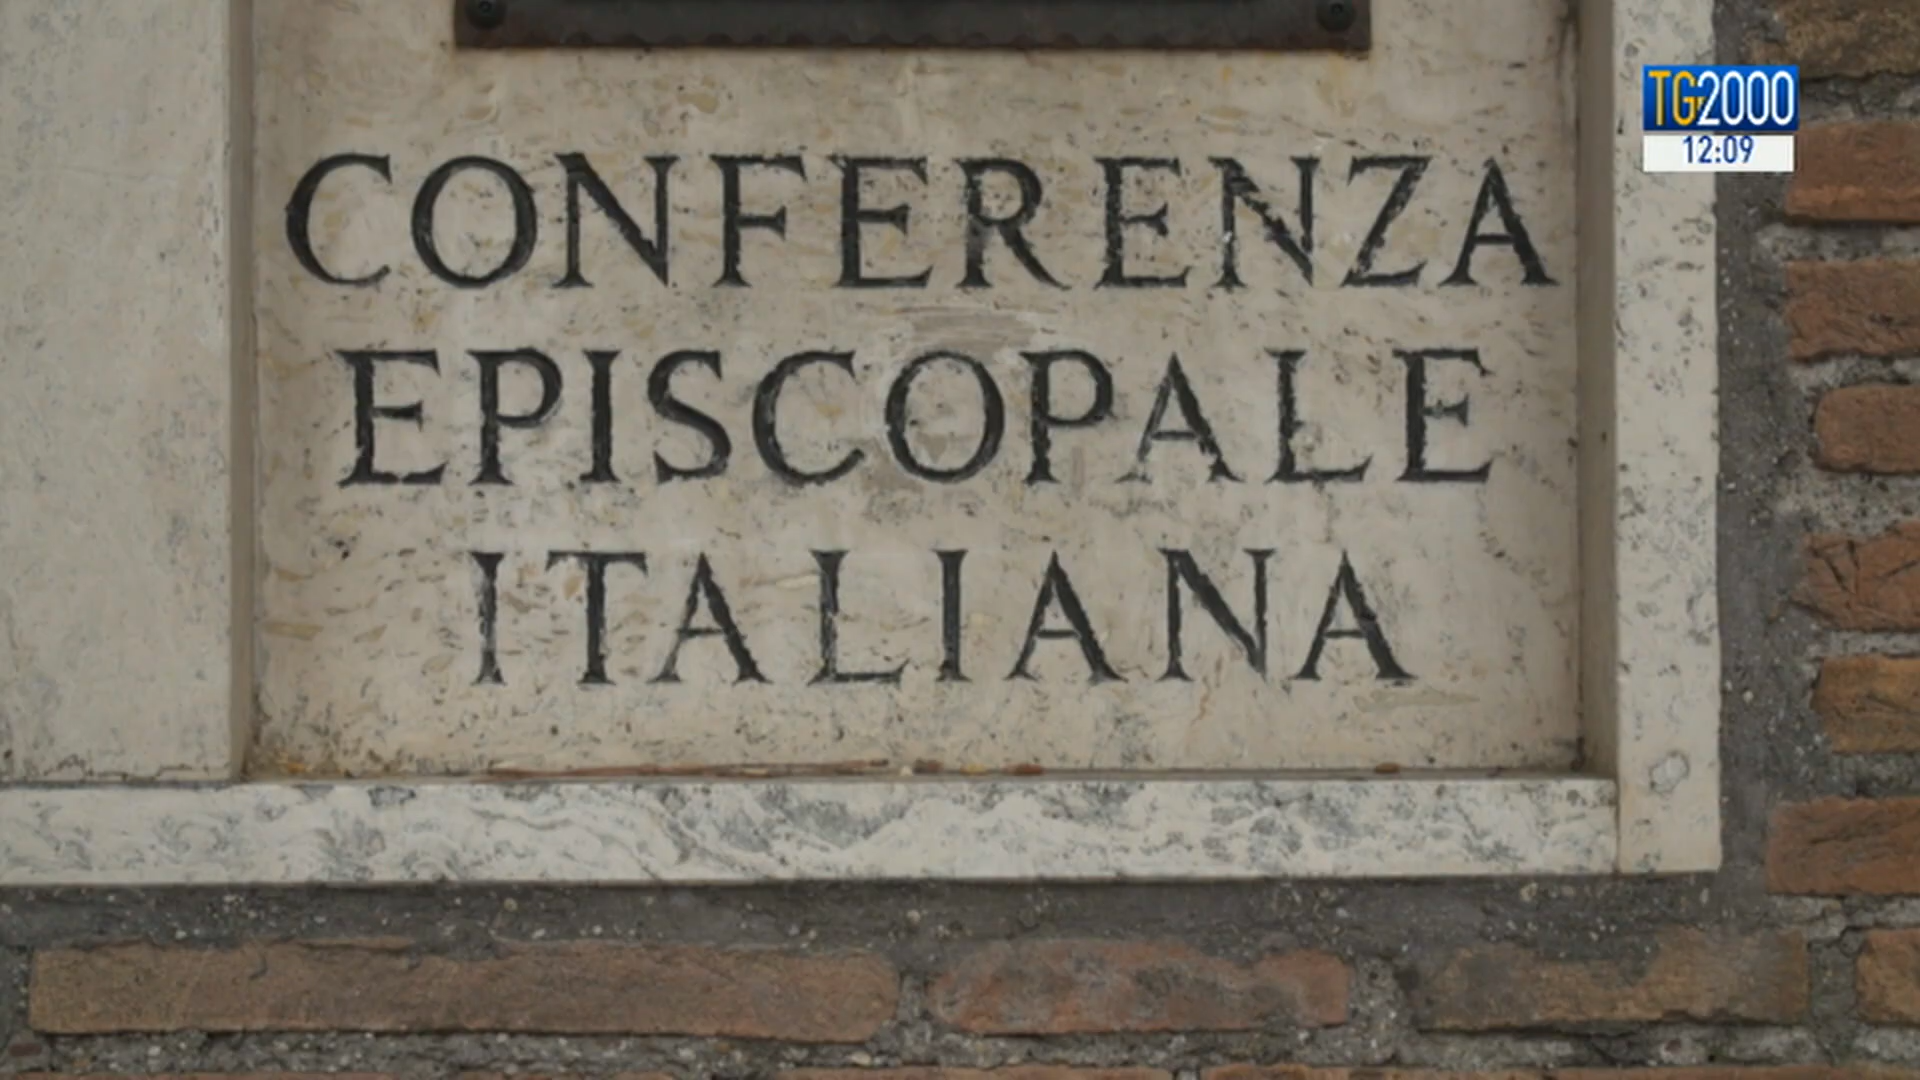 TG2000
12:09
CONFERENZA
EPISCOPALE
ITALIANA